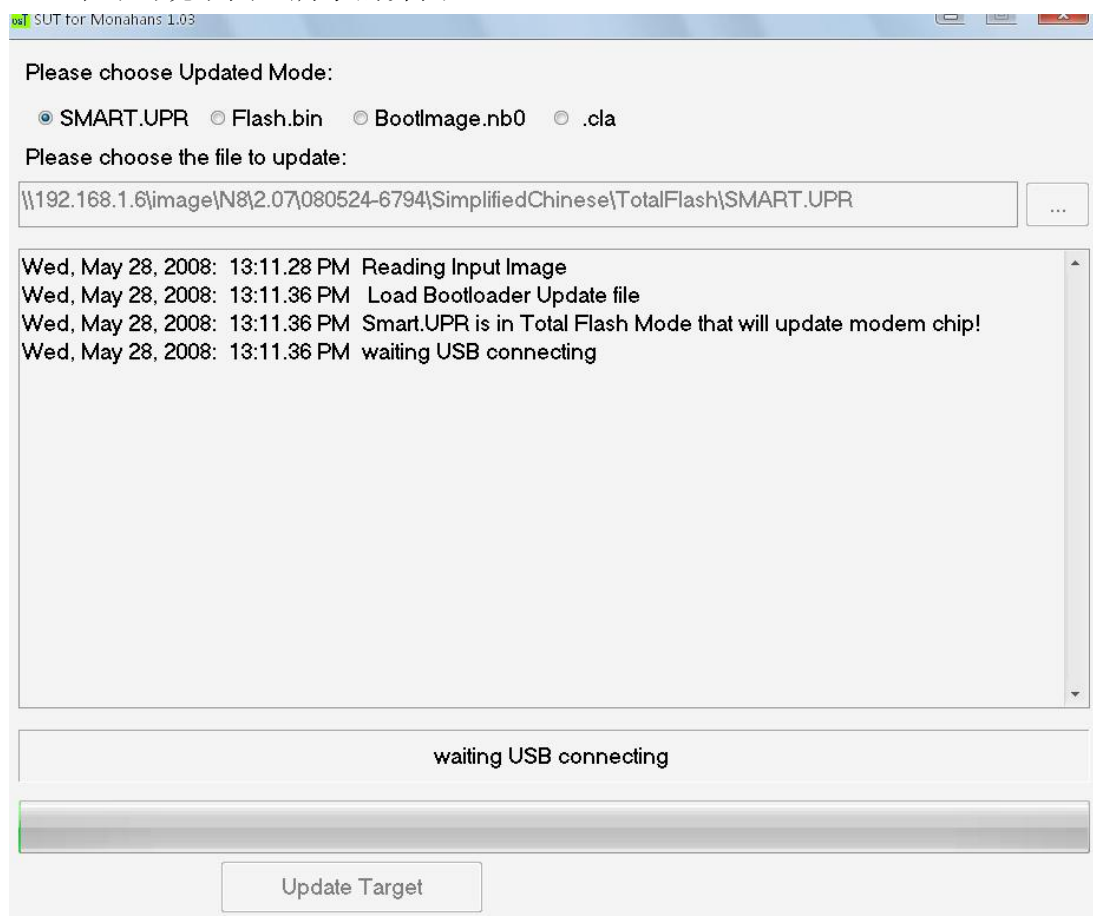 SUT for Monahans 1.03
Please choose Updated Mode:
SMART.UPR Flash.bin BootImage.nb0 .cla
Please choose the file to update:
\\192.168.1.6\image\N8\2.07\080524-6794\SimplifiedChinese\TotalFlash\SMART.UPR ...
Wed, May 28, 2008: 13:11.28 PM Reading Input Image
Wed, May 28, 2008: 13:11.36 PM Load Bootloader Update file
Wed, May 28, 2008: 13:11.36 PM Smart.UPR is in Total Flash Mode that will update modem chip!
Wed, May 28, 2008: 13:11.36 PM waiting USB connecting
waiting USB connecting
Update Target